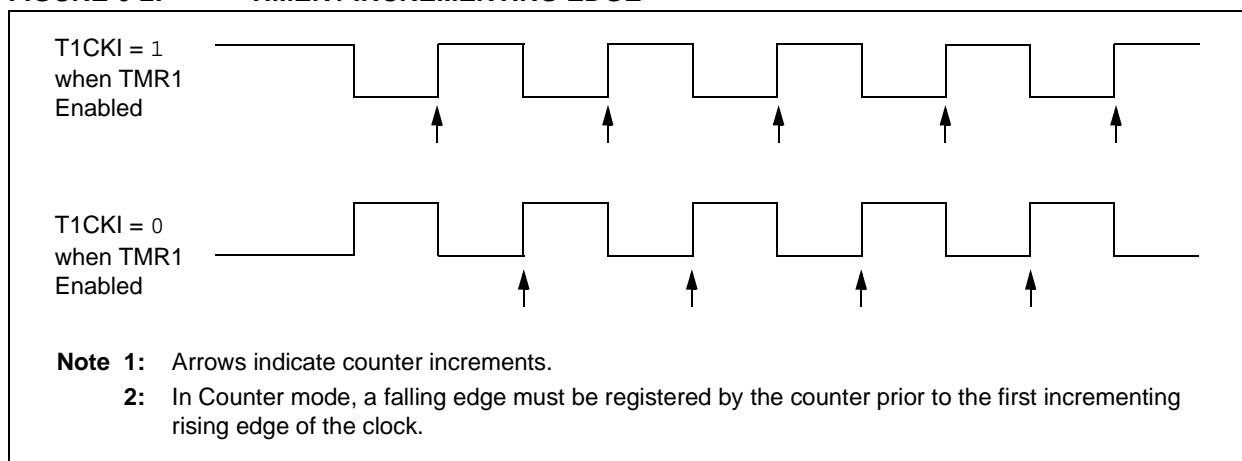 T1CKI = 1
when TMR1
Enabled
T1CKI = 0
when TMR1
Enabled
Note 1: Arrows indicate counter increments.
2: In Counter mode, a falling edge must be registered by the counter prior to the first incrementing
rising edge of the clock.